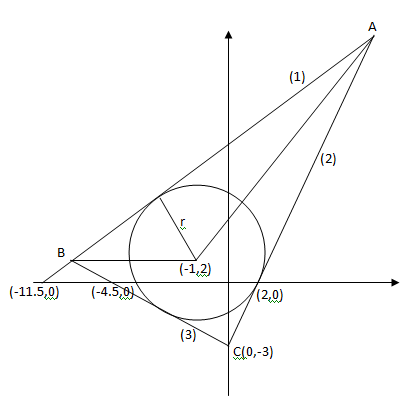 A
(1)
(2)
r
B
(-1,2)
(-11.5,0)
(-4.5,0)
(2,0)
(3)
C(0,-3)